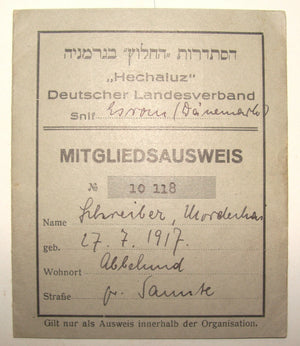 הסתדרות "החלוץ" בגרמניה
„Hechaluz"
Deutscher Landesverband
Snif Esrom (Dänemark)
MITGLIEDSAUSWEIS
№ 10 118
Name Schreiber, Mordechai
geb. 27. 7. 1917.
Wohnort
Straße
Gilt nur als Ausweis innerhalb der Organisation.